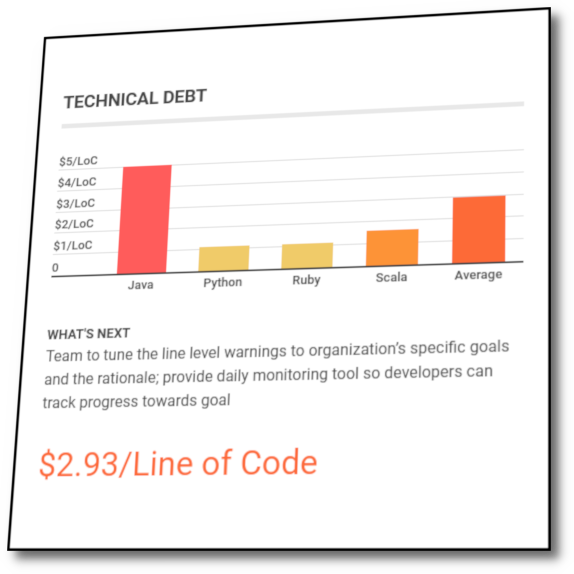 TECHNICAL DEBT
$5/LoC
$4/LoC
$3/LoC
$2/LoC
$1/LoC
0
Java Python Ruby Scala Average
WHAT'S NEXT
Team to tune the line level warnings to organization's specific goals
and the rationale; provide daily monitoring tool so developers can
track progress towards goal
$2.93/Line of Code